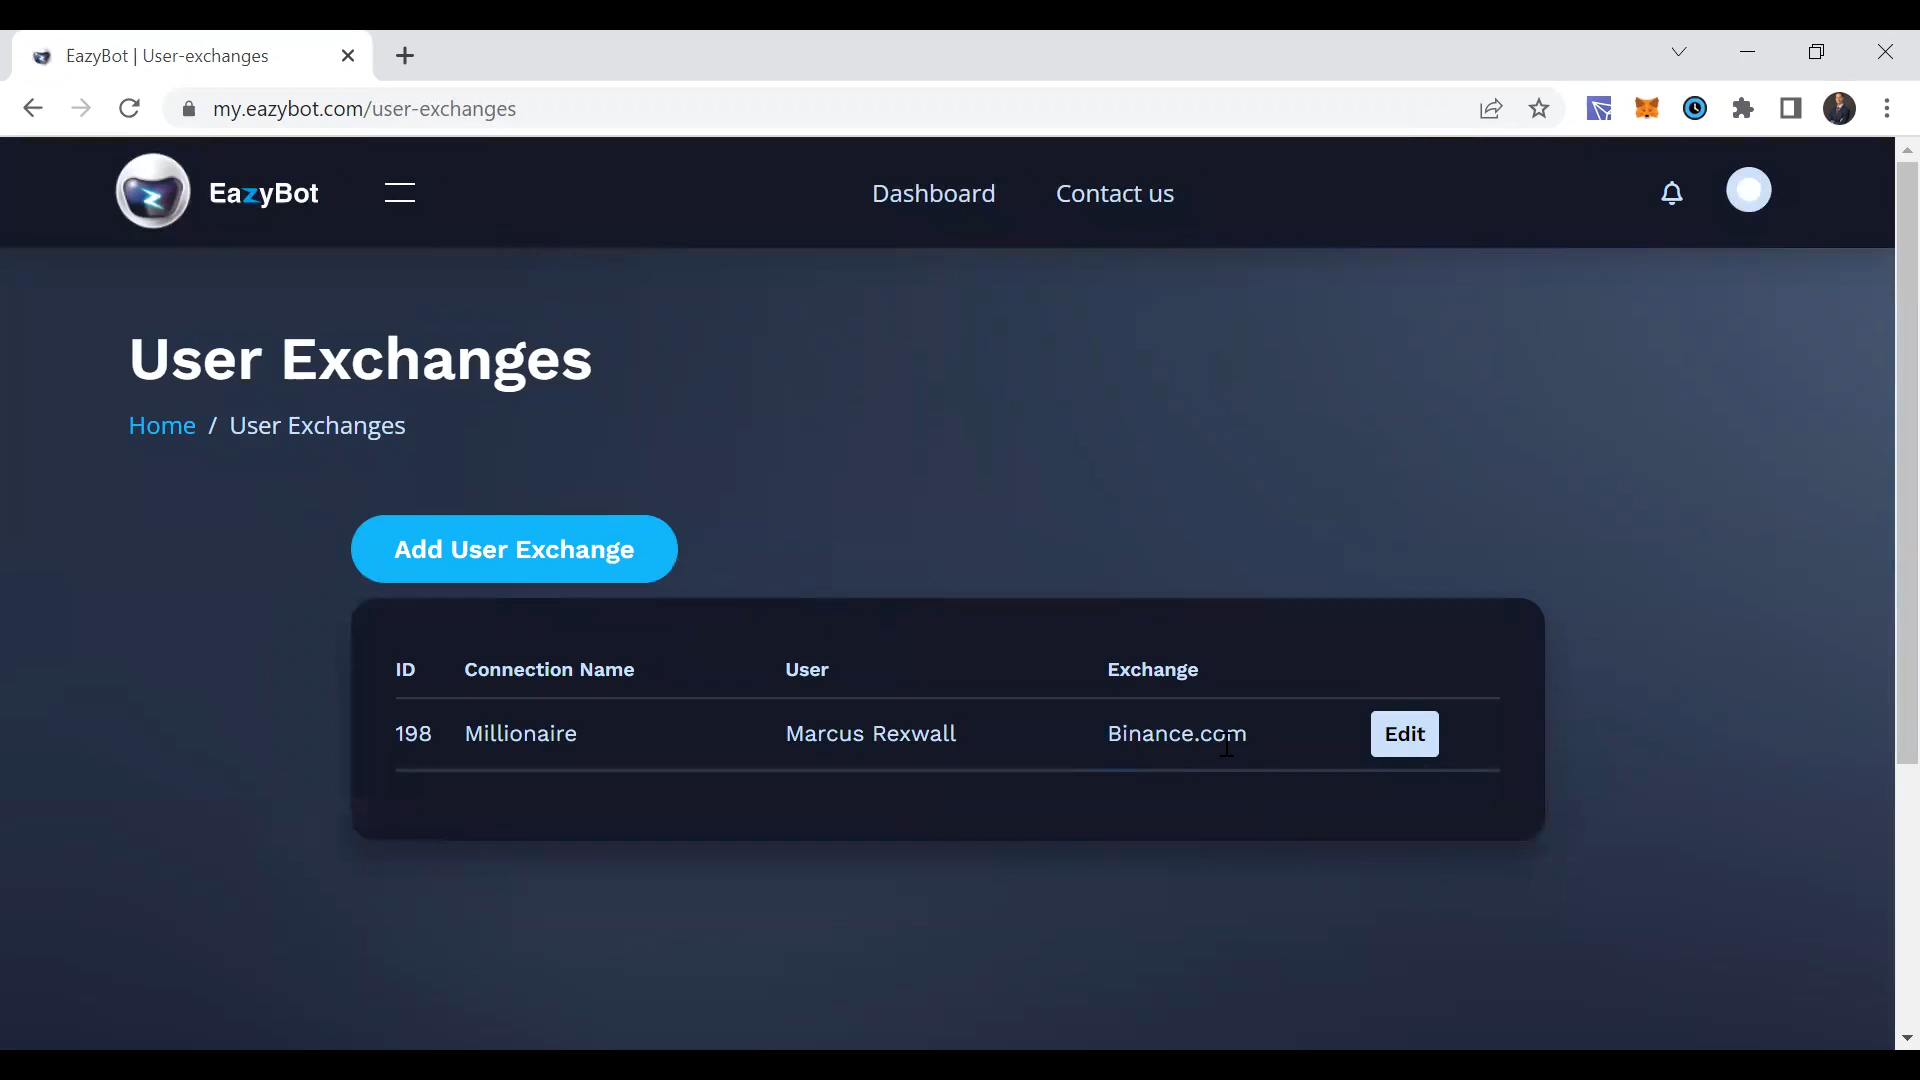 EazyBot | User-exchanges
my.eazybot.com/user-exchanges
EazyBot
Dashboard Contact us
User Exchanges
Home / User Exchanges
Add User Exchange
ID Connection Name User Exchange
198 Millionaire Marcus Rexwall Binance.com Edit